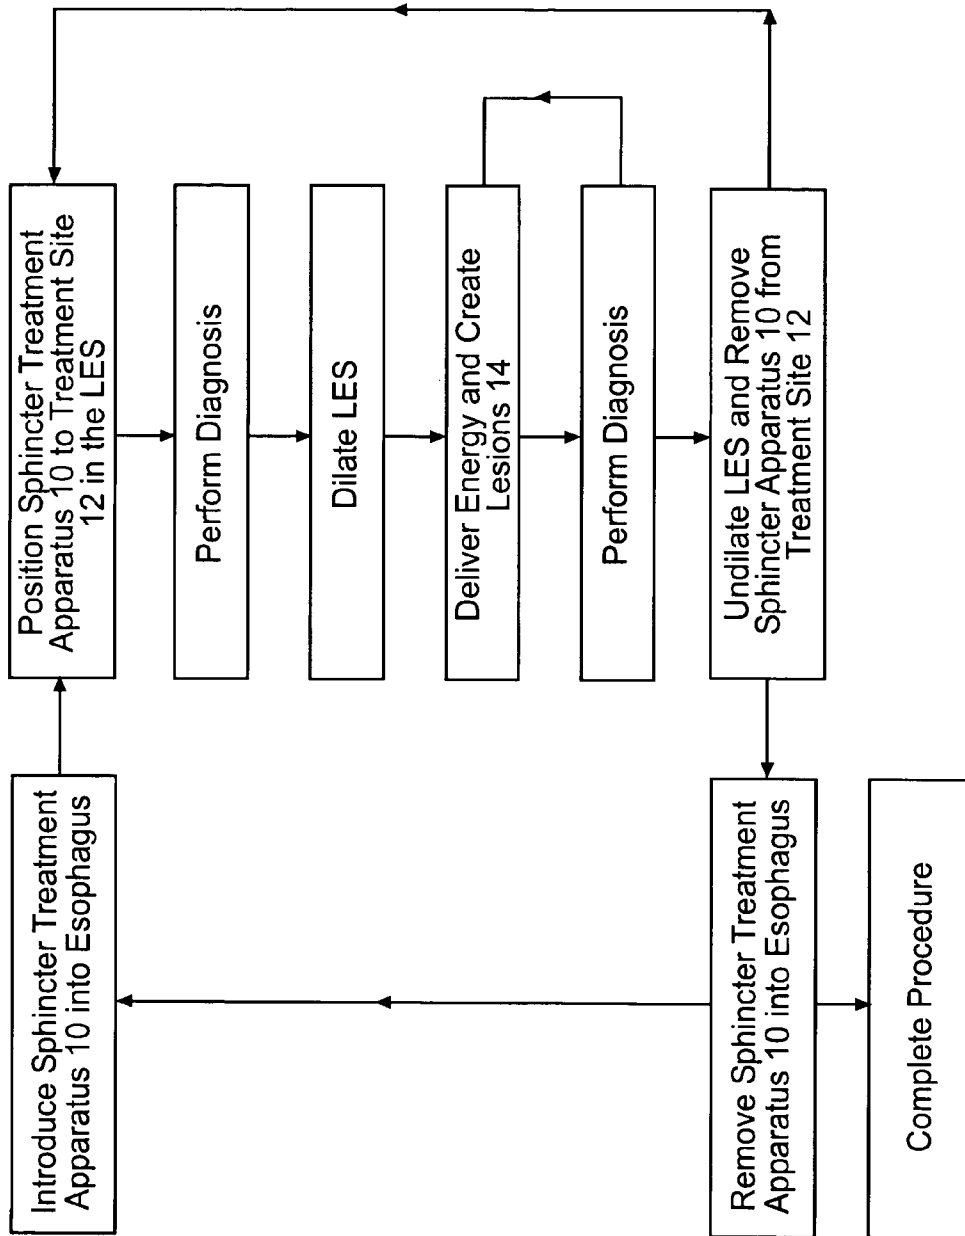 Introduce Sphincter Treatment
Apparatus 10 into Esophagus
Position Sphincter Treatment
Apparatus 10 to Treatment Site
12 in the LES
Perform Diagnosis
Dilate LES
Deliver Energy and Create
Lesions 14
Perform Diagnosis
Undilate LES and Remove
Sphincter Apparatus 10 from
Treatment Site 12
Remove Sphincter Treatment
Apparatus 10 into Esophagus
Complete Procedure